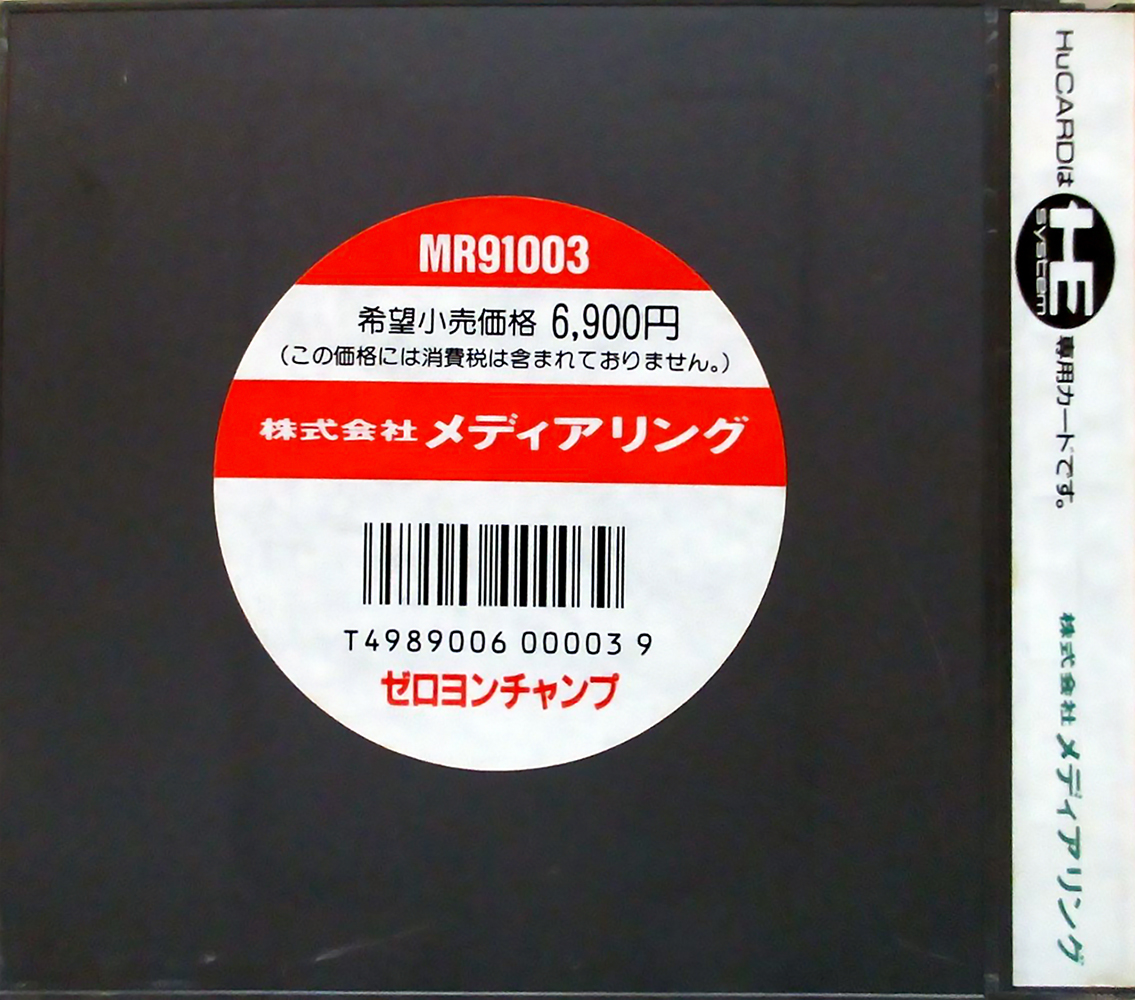 MR91003
希望小売価格 6,900円
(この価格には消費税は含まれておりません。)
株式会社 メディアリング
T4989006 00003 9
ゼロヨンチャンプ
HuCARDは HE system 専用カードです。
株式会社 メディアリング